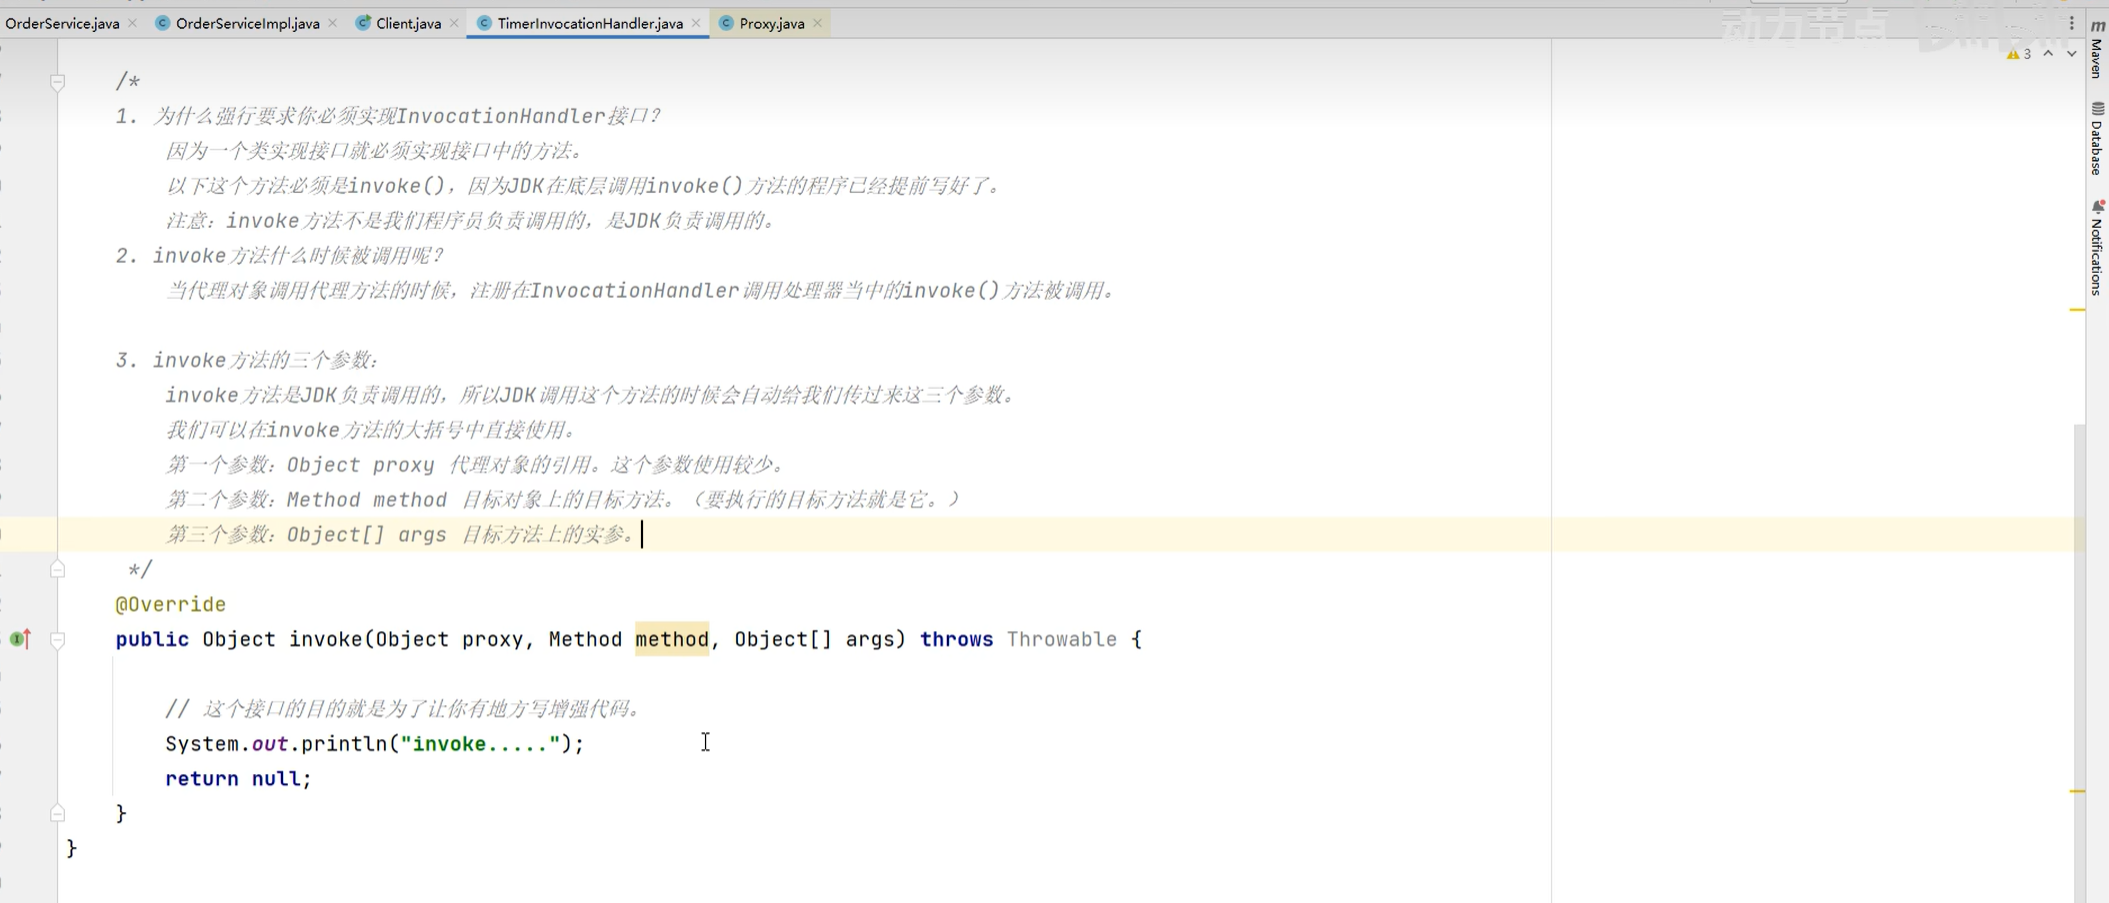 OrderService.java
OrderServiceImpl.java
Client.java
TimerInvocationHandler.java
Proxy.java
动力节点
3
m
Maven
Database
Notifications
/*
1. 为什么强行要求你必须实现InvocationHandler接口？
因为一个类实现接口就必须实现接口中的方法。
以下这个方法必须是invoke()，因为JDK在底层调用invoke()方法的程序已经提前写好了。
注意：invoke方法不是我们程序员负责调用的，是JDK负责调用的。
2. invoke方法什么时候被调用呢？
当代理对象调用代理方法的时候，注册在InvocationHandler调用处理器当中的invoke()方法被调用。
3. invoke方法的三个参数：
invoke方法是JDK负责调用的，所以JDK调用这个方法的时候会自动给我们传过来这三个参数。
我们可以在invoke方法的大括号中直接使用。
第一个参数：Object proxy 代理对象的引用。这个参数使用较少。
第二个参数：Method method 目标对象上的目标方法。（要执行的目标方法就是它。）
第三个参数：Object[] args 目标方法上的实参。
*/
@Override
public Object invoke(Object proxy, Method method, Object[] args) throws Throwable {
// 这个接口的目的就是为了让你有地方写增强代码。
System.out.println("invoke.....");
return null;
}
}